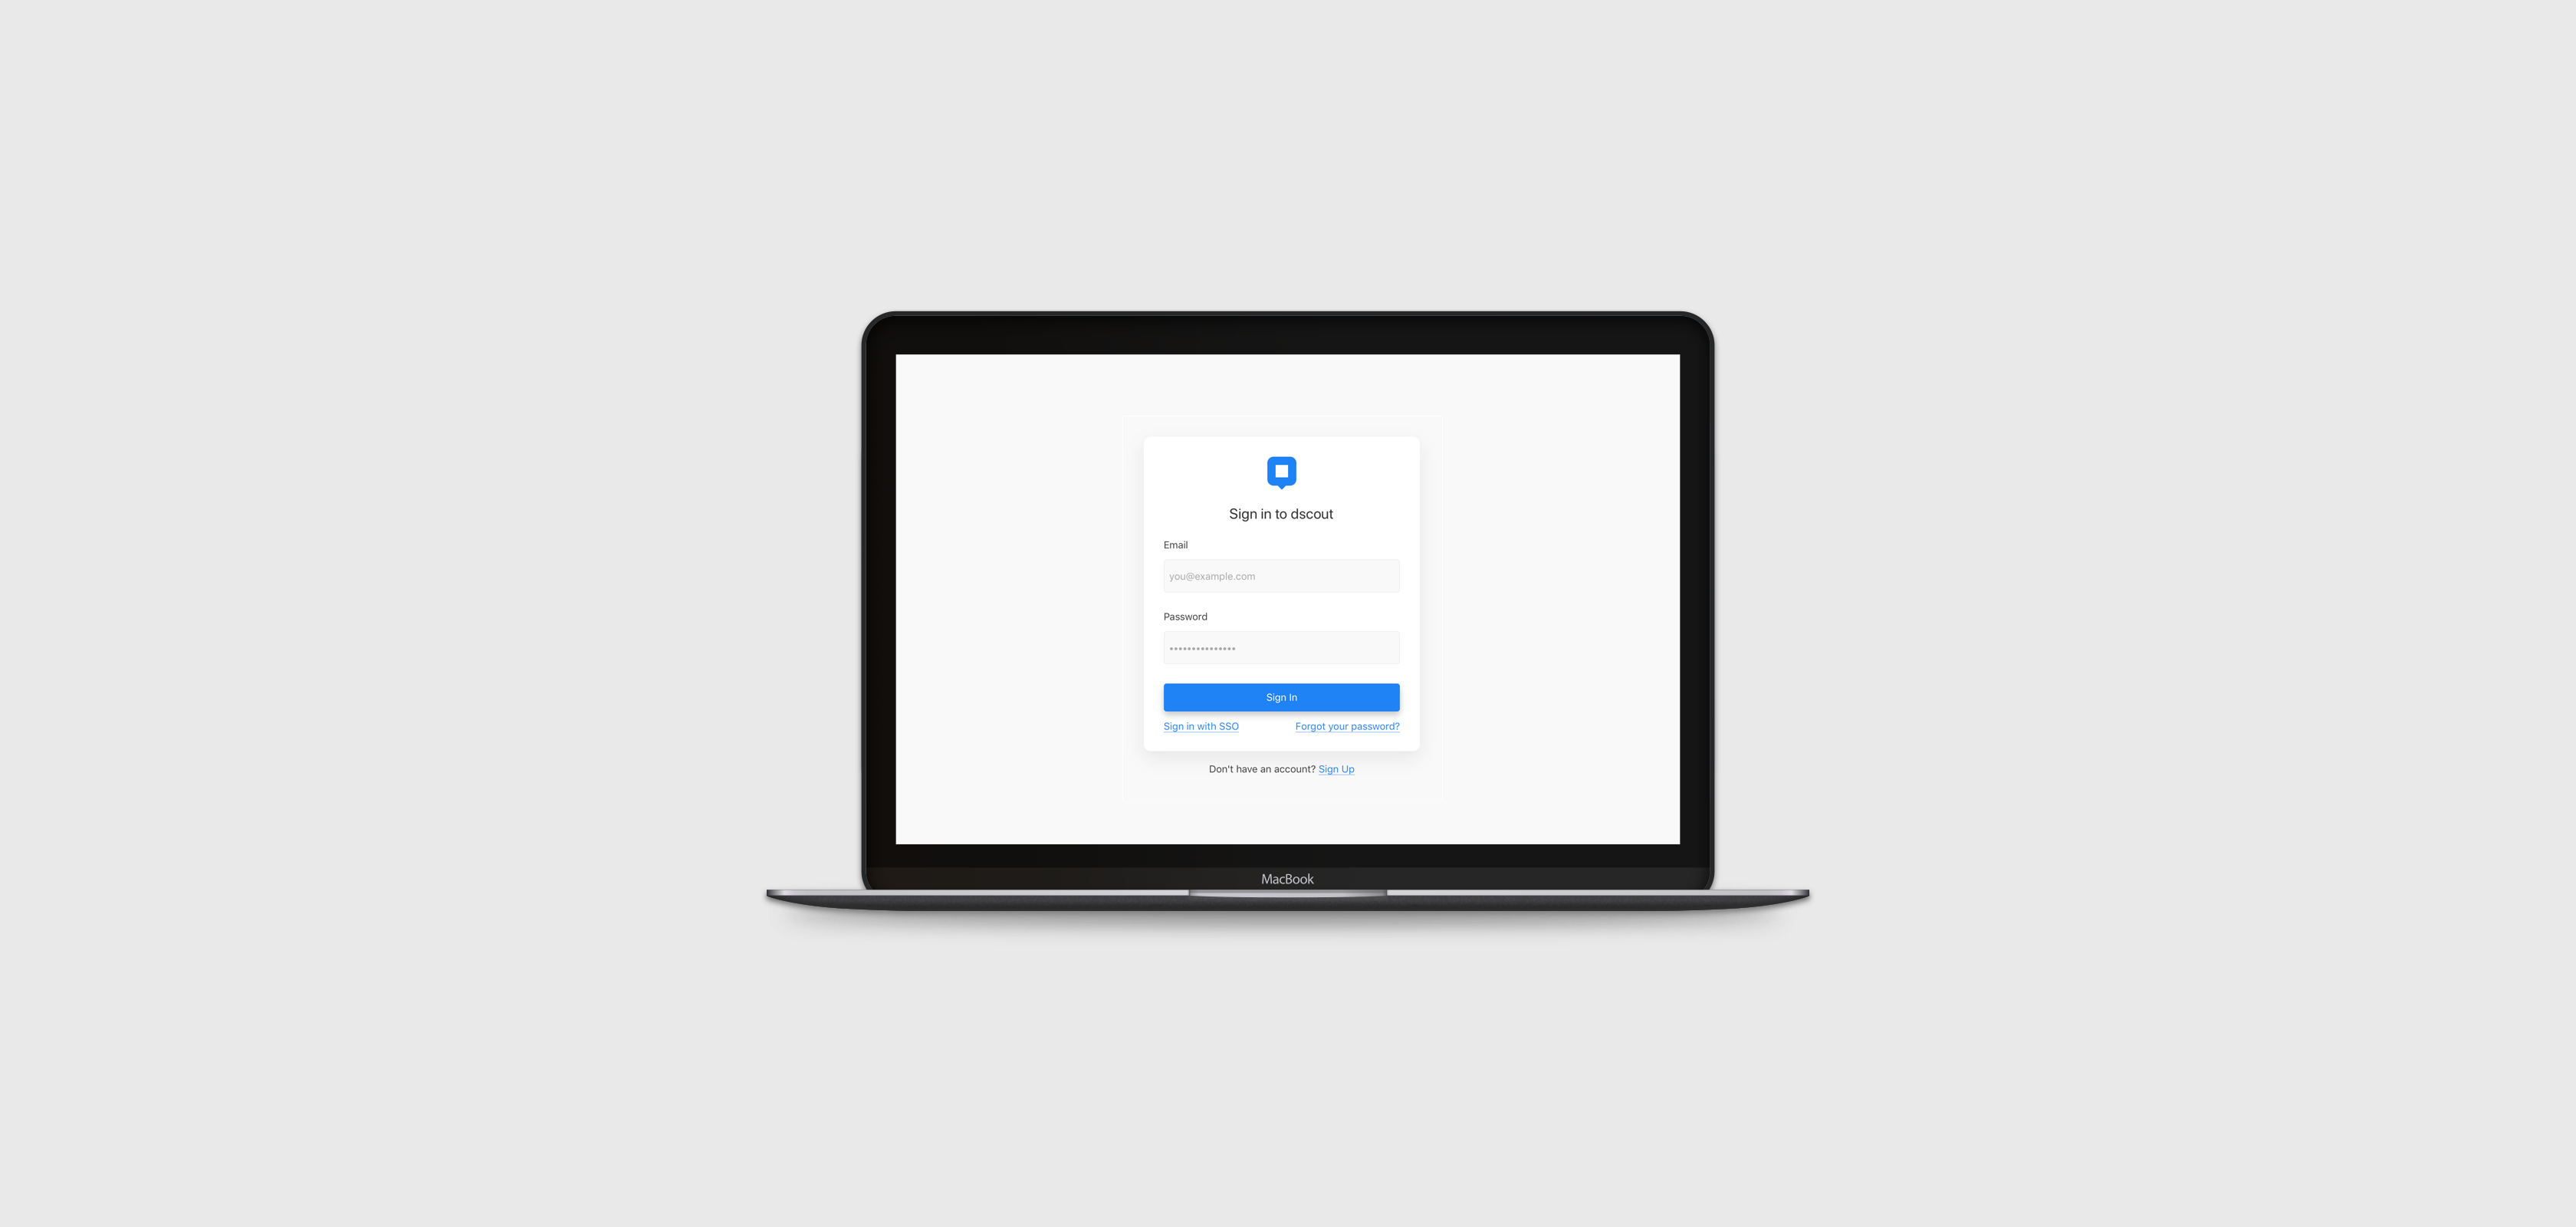 Sign in to dscout
Email
you@example.com
Password
•••••••••••••••
Sign In
Sign in with SSO
Forgot your password?
Don't have an account? Sign Up
MacBook